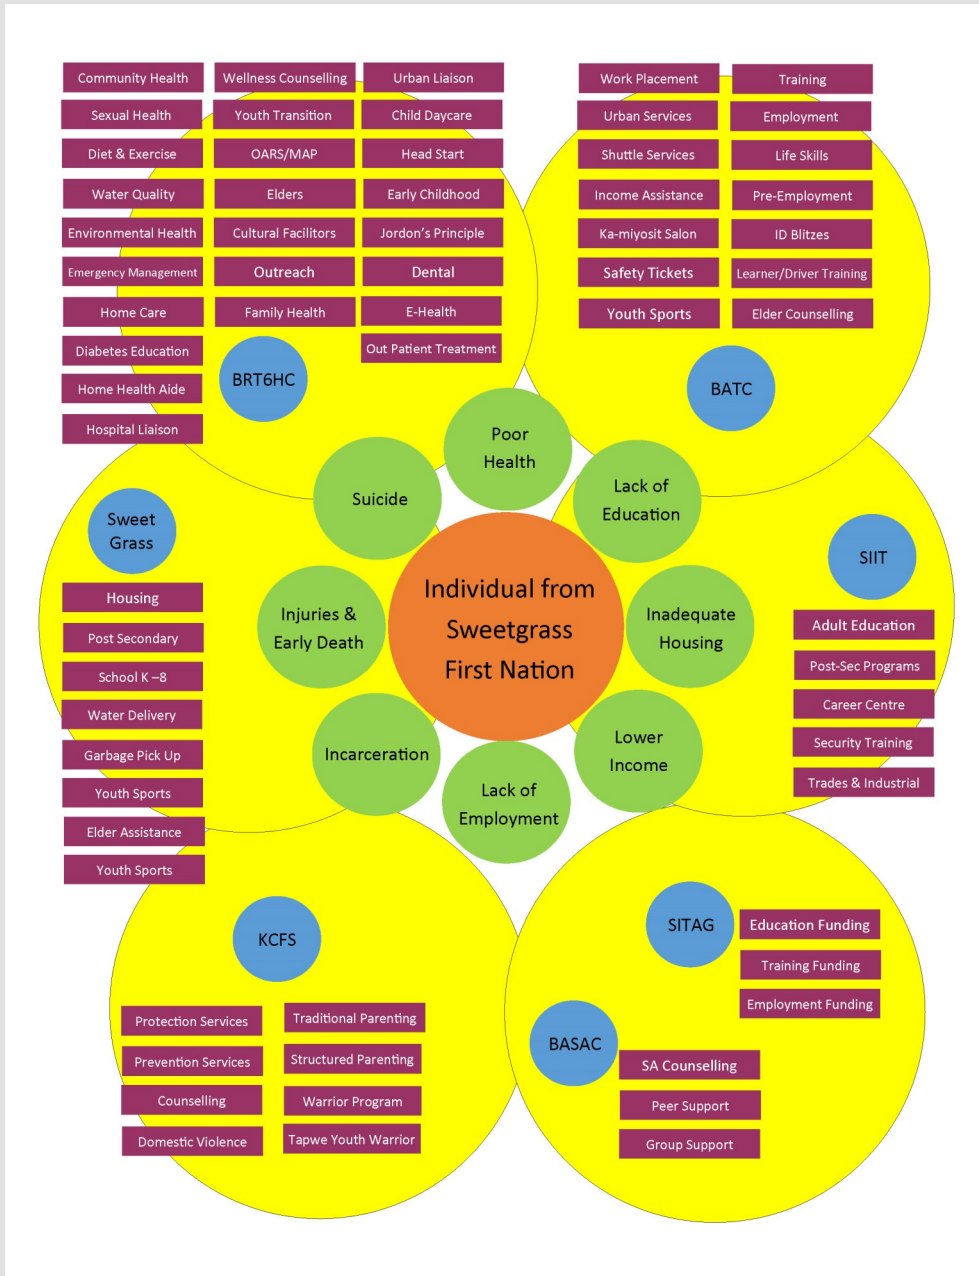 Community Health
Wellness Counselling
Urban Liaison
Sexual Health
Youth Transition
Child Daycare
Diet & Exercise
OARS/MAP
Head Start
Water Quality
Elders
Early Childhood
Environmental Health
Cultural Facilitors
Jordon's Principle
Emergency Management
Outreach
Dental
Home Care
Family Health
E-Health
Diabetes Education
Out Patient Treatment
Home Health Aide
Hospital Liaison
BRT6HC
Work Placement
Training
Urban Services
Employment
Shuttle Services
Life Skills
Income Assistance
Pre-Employment
Ka-miyosit Salon
ID Blitzes
Safety Tickets
Learner/Driver Training
Youth Sports
Elder Counselling
BATC
Poor
Health
Suicide
Lack of
Education
Injuries &
Early Death
Individual from
Sweetgrass
First Nation
Inadequate
Housing
Incarceration
Lack of
Employment
Lower
Income
Sweet
Grass
Housing
Post Secondary
School K –8
Water Delivery
Garbage Pick Up
Youth Sports
Elder Assistance
Youth Sports
SIIT
Adult Education
Post-Sec Programs
Career Centre
Security Training
Trades & Industrial
KCFS
Protection Services
Traditional Parenting
Prevention Services
Structured Parenting
Counselling
Warrior Program
Domestic Violence
Tapwe Youth Warrior
SITAG
Education Funding
Training Funding
Employment Funding
BASAC
SA Counselling
Peer Support
Group Support